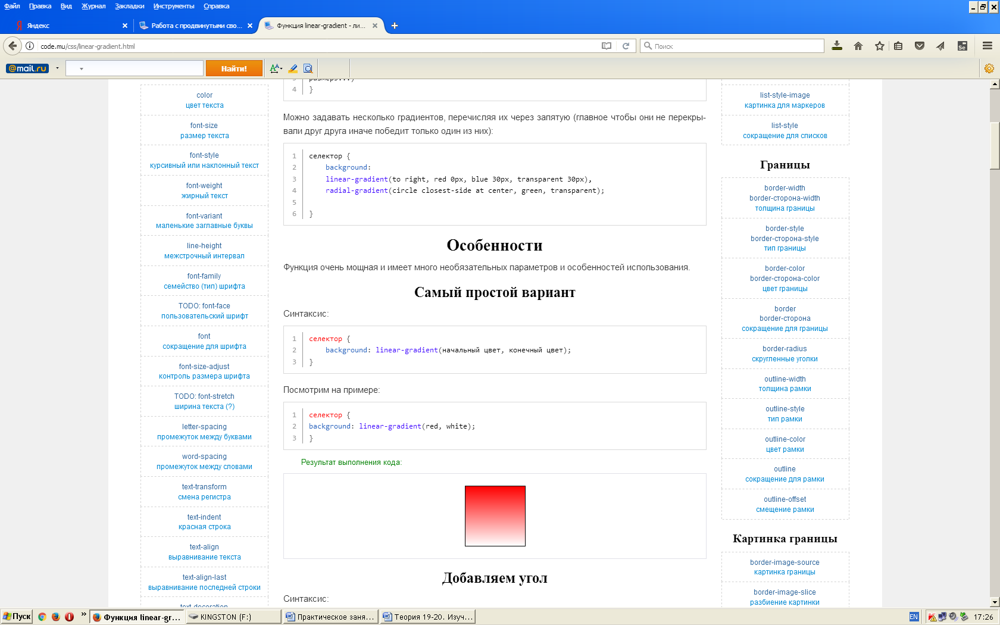 Файл Правка Вид Журнал Закладки Инструменты Справка
Яндекс
Работа с продвинутыми сво...
Функция linear-gradient - ли...
code.mu/css/linear-gradient.html
Поиск
@mail.ru
Найти!
color
цвет текста
font-size
размер текста
font-style
курсивный или наклонный текст
font-weight
жирный текст
font-variant
маленькие заглавные буквы
line-height
межстрочный интервал
font-family
семейство (тип) шрифта
TODO: font-face
пользовательский шрифт
font
сокращение для шрифта
font-size-adjust
контроль размера шрифта
TODO: font-stretch
ширина текста (?)
letter-spacing
промежуток между буквами
word-spacing
промежуток между словами
text-transform
смена регистра
text-indent
красная строка
text-align
выравнивание текста
text-align-last
выравнивание последней строки
text-decoration
4 }
Можно задавать несколько градиентов, перечисляя их через запятую (главное чтобы они не перекры-
вали друг друга иначе победит только один из них):
1 селектор {
2 background:
3 linear-gradient(to right, red 0px, blue 30px, transparent 30px),
4 radial-gradient(circle closest-side at center, green, transparent);
5
6 }
Особенности
Функция очень мощная и имеет много необязательных параметров и особенностей использования.
Самый простой вариант
Синтаксис:
1 селектор {
2 background: linear-gradient(начальный цвет, конечный цвет);
3 }
Посмотрим на примере:
1 селектор {
2 background: linear-gradient(red, white);
3 }
Результат выполнения кода:
Добавляем угол
Синтаксис:
list-style-image
картинка для маркеров
list-style
сокращение для списков
Границы
border-width
border-сторона-width
толщина границы
border-style
border-сторона-style
тип границы
border-color
border-сторона-color
цвет границы
border
border-сторона
сокращение для границы
border-radius
скругленные уголки
outline-width
толщина рамки
outline-style
тип рамки
outline-color
цвет рамки
outline
сокращение для рамки
outline-offset
смещение рамки
Картинка границы
border-image-source
картинка границы
border-image-slice
разбиение картинки
Пуск
Функция linear-gr...
KINGSTON (F:)
Практическое заня...
Теория 19-20. Изуч...
EN
17:26